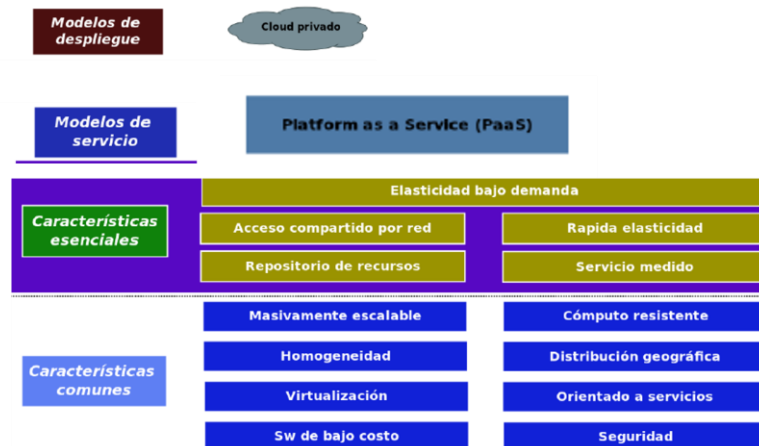 Modelos de
despliegue
Cloud privado
Modelos de
servicio
Platform as a Service (PaaS)
Características
esenciales
Elasticidad bajo demanda
Acceso compartido por red
Rapida elasticidad
Repositorio de recursos
Servicio medido
Características
comunes
Masivamente escalable
Cómputo resistente
Homogeneidad
Distribución geográfica
Virtualización
Orientado a servicios
Sw de bajo costo
Seguridad